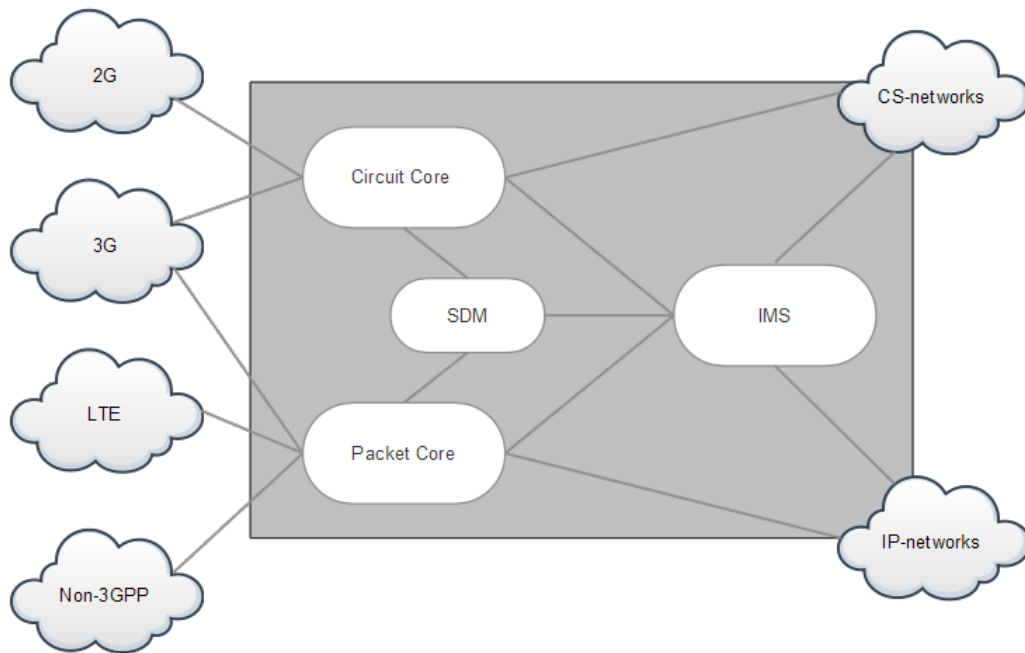 2G
CS-networks
Circuit Core
3G
SDM
IMS
LTE
Packet Core
IP-networks
Non-3GPP